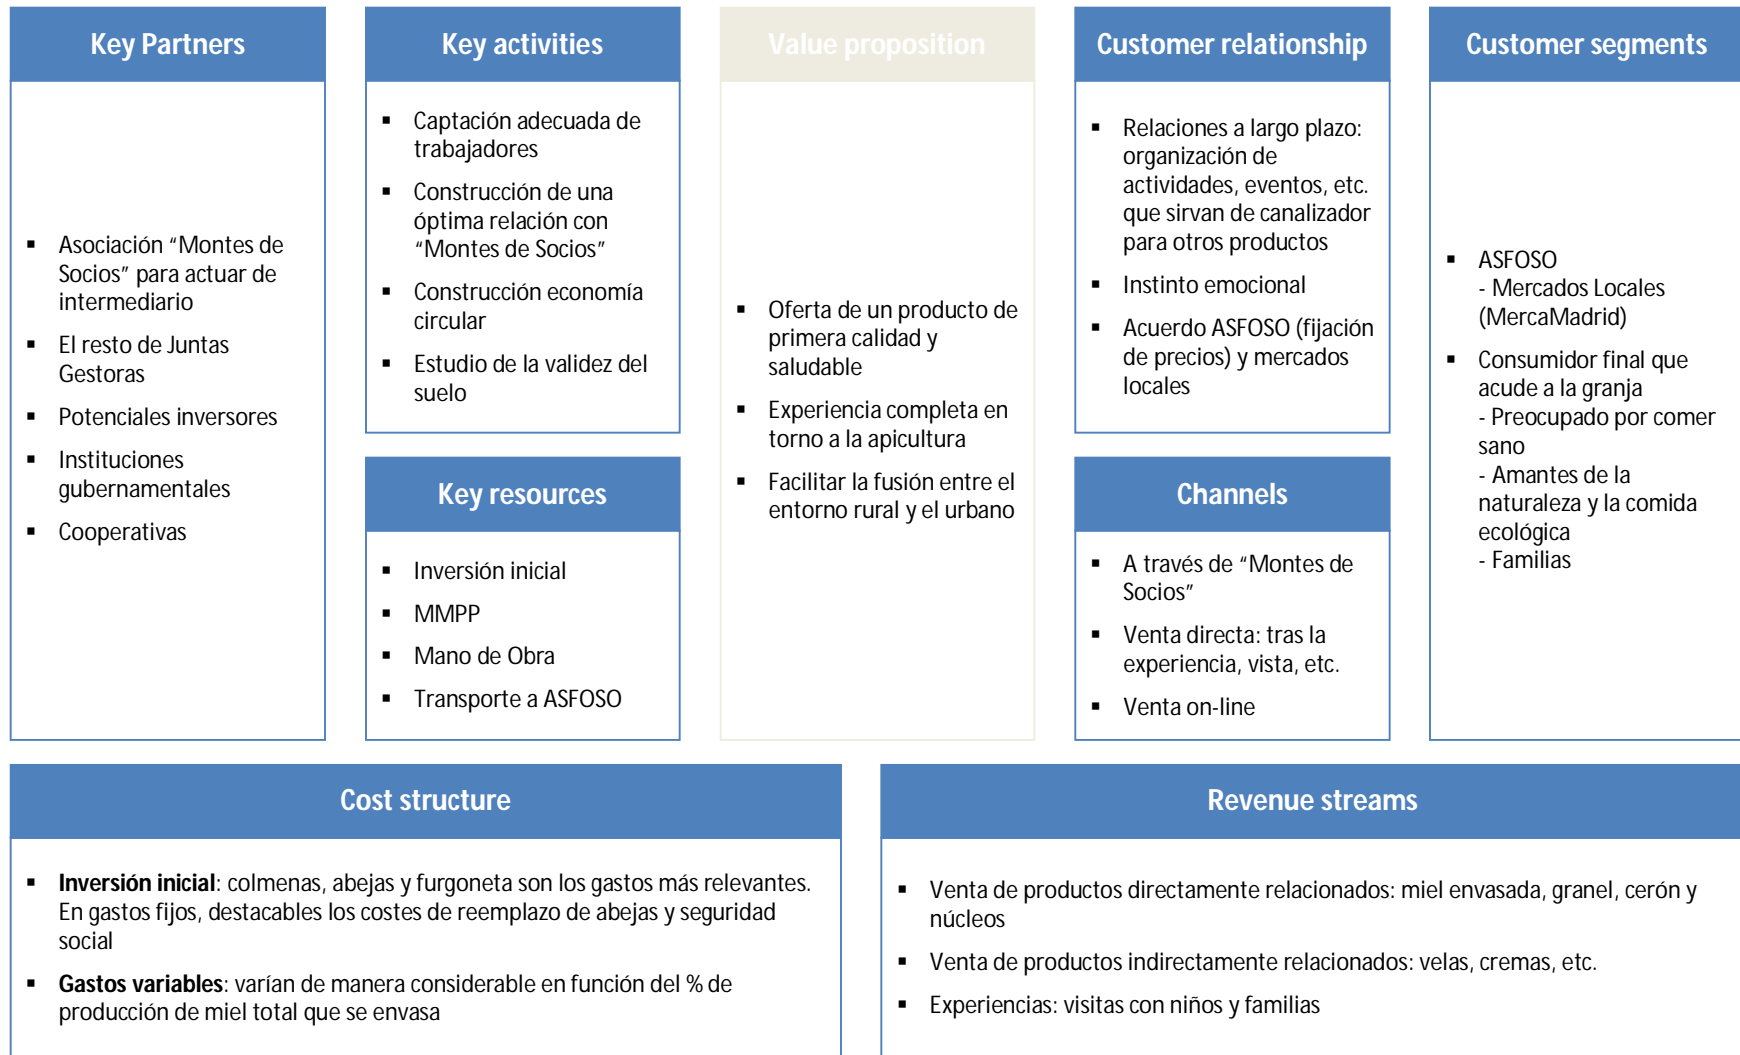 Key Partners
▪ Asociación “Montes de
Socios” para actuar de
intermediario
▪ El resto de Juntas
Gestoras
▪ Potenciales inversores
▪ Instituciones
gubernamentales
▪ Cooperativas
Key activities
▪ Captación adecuada de
trabajadores
▪ Construcción de una
óptima relación con
“Montes de Socios”
▪ Construcción economía
circular
▪ Estudio de la validez del
suelo
Key resources
▪ Inversión inicial
▪ MMPP
▪ Mano de Obra
▪ Transporte a ASFOSO
Value proposition
▪ Oferta de un producto de
primera calidad y
saludable
▪ Experiencia completa en
torno a la apicultura
▪ Facilitar la fusión entre el
entorno rural y el urbano
Customer relationship
▪ Relaciones a largo plazo:
organización de
actividades, eventos, etc.
que sirvan de canalizador
para otros productos
▪ Instinto emocional
▪ Acuerdo ASFOSO (fijación
de precios) y mercados
locales
Channels
▪ A través de “Montes de
Socios”
▪ Venta directa: tras la
experiencia, vista, etc.
▪ Venta on-line
Customer segments
▪ ASFOSO
- Mercados Locales
(MercaMadrid)
▪ Consumidor final que
acude a la granja
- Preocupado por comer
sano
- Amantes de la
naturaleza y la comida
ecológica
- Familias
Cost structure
▪ Inversión inicial: colmenas, abejas y furgoneta son los gastos más relevantes.
En gastos fijos, destacables los costes de reemplazo de abejas y seguridad
social
▪ Gastos variables: varían de manera considerable en función del % de
producción de miel total que se envasa
Revenue streams
▪ Venta de productos directamente relacionados: miel envasada, granel, cerón y
núcleos
▪ Venta de productos indirectamente relacionados: velas, cremas, etc.
▪ Experiencias: visitas con niños y familias